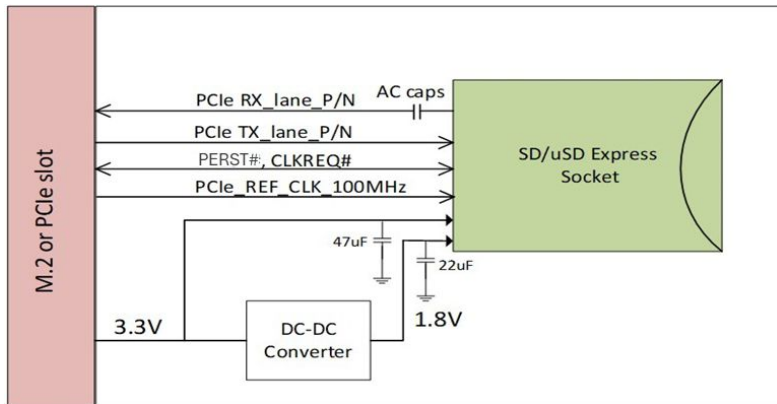 M.2 or PCIe slot
PCIe RX_lane_P/N
AC caps
PCIe TX_lane_P/N
PERST#, CLKREQ#
PCIe_REF_CLK_100MHz
SD/uSD Express
Socket
47uF
22uF
3.3V
DC-DC
Converter
1.8V